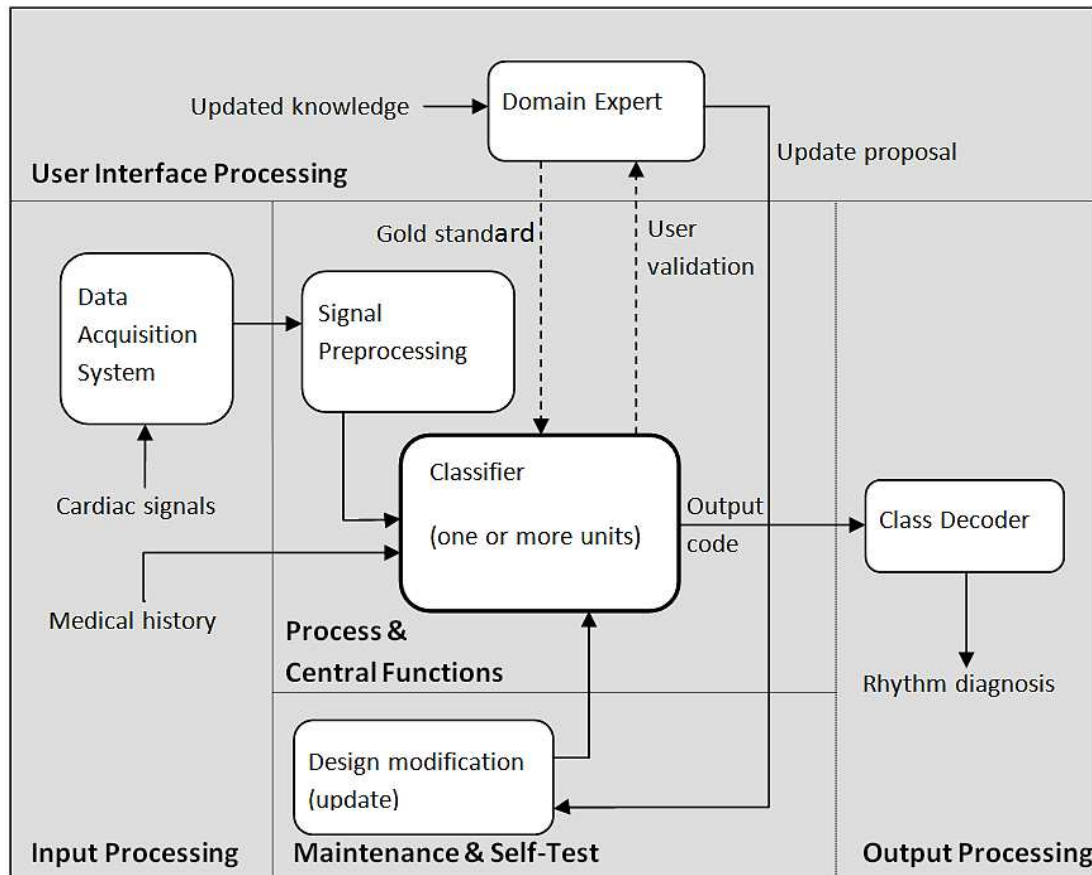 Updated knowledge
Domain Expert
User Interface Processing
Update proposal
Gold standard
User
validation
Data
Acquisition
System
Signal
Preprocessing
Cardiac signals
Medical history
Classifier
(one or more units)
Output
code
Class Decoder
Rhythm diagnosis
Process &
Central Functions
Design modification
(update)
Input Processing
Maintenance & Self-Test
Output Processing